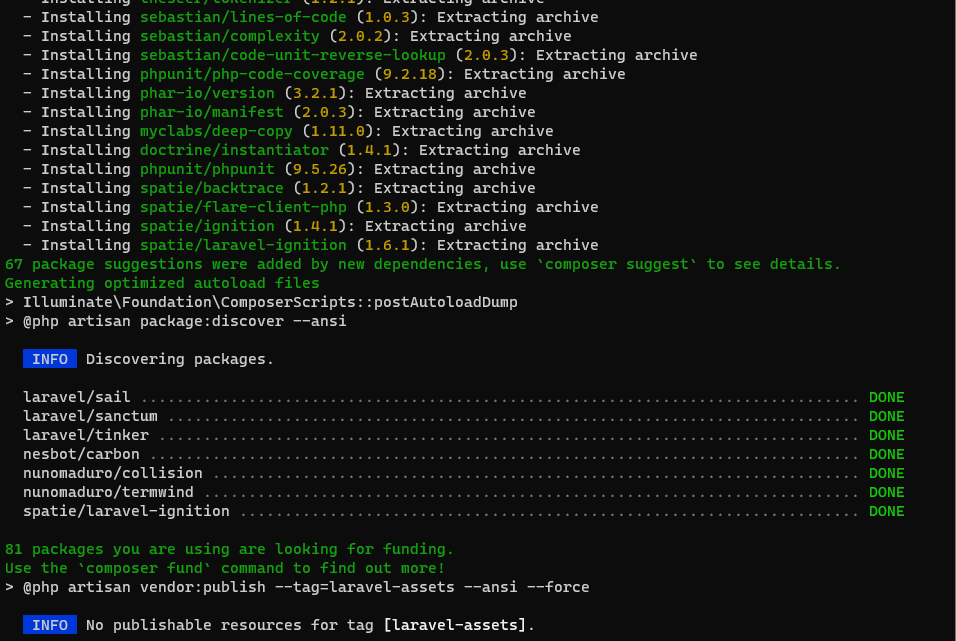 - Installing theseer/tokenizer (1.2.1): Extracting archive
- Installing sebastian/lines-of-code (1.0.3): Extracting archive
- Installing sebastian/complexity (2.0.2): Extracting archive
- Installing sebastian/code-unit-reverse-lookup (2.0.3): Extracting archive
- Installing phpunit/php-code-coverage (9.2.18): Extracting archive
- Installing phar-io/version (3.2.1): Extracting archive
- Installing phar-io/manifest (2.0.3): Extracting archive
- Installing myclabs/deep-copy (1.11.0): Extracting archive
- Installing doctrine/instantiator (1.4.1): Extracting archive
- Installing phpunit/phpunit (9.5.26): Extracting archive
- Installing spatie/backtrace (1.2.1): Extracting archive
- Installing spatie/flare-client-php (1.3.0): Extracting archive
- Installing spatie/ignition (1.4.1): Extracting archive
- Installing spatie/laravel-ignition (1.6.1): Extracting archive
67 package suggestions were added by new dependencies, use `composer suggest` to see details.
Generating optimized autoload files
> Illuminate\Foundation\ComposerScripts::postAutoloadDump
> @php artisan package:discover --ansi
INFO Discovering packages.
laravel/sail ................................................................................ DONE
laravel/sanctum ............................................................................. DONE
laravel/tinker .............................................................................. DONE
nesbot/carbon ............................................................................... DONE
nunomaduro/collision ........................................................................ DONE
nunomaduro/termwind ......................................................................... DONE
spatie/laravel-ignition ..................................................................... DONE
81 packages you are using are looking for funding.
Use the `composer fund` command to find out more!
> @php artisan vendor:publish --tag=laravel-assets --ansi --force
INFO No publishable resources for tag [laravel-assets].